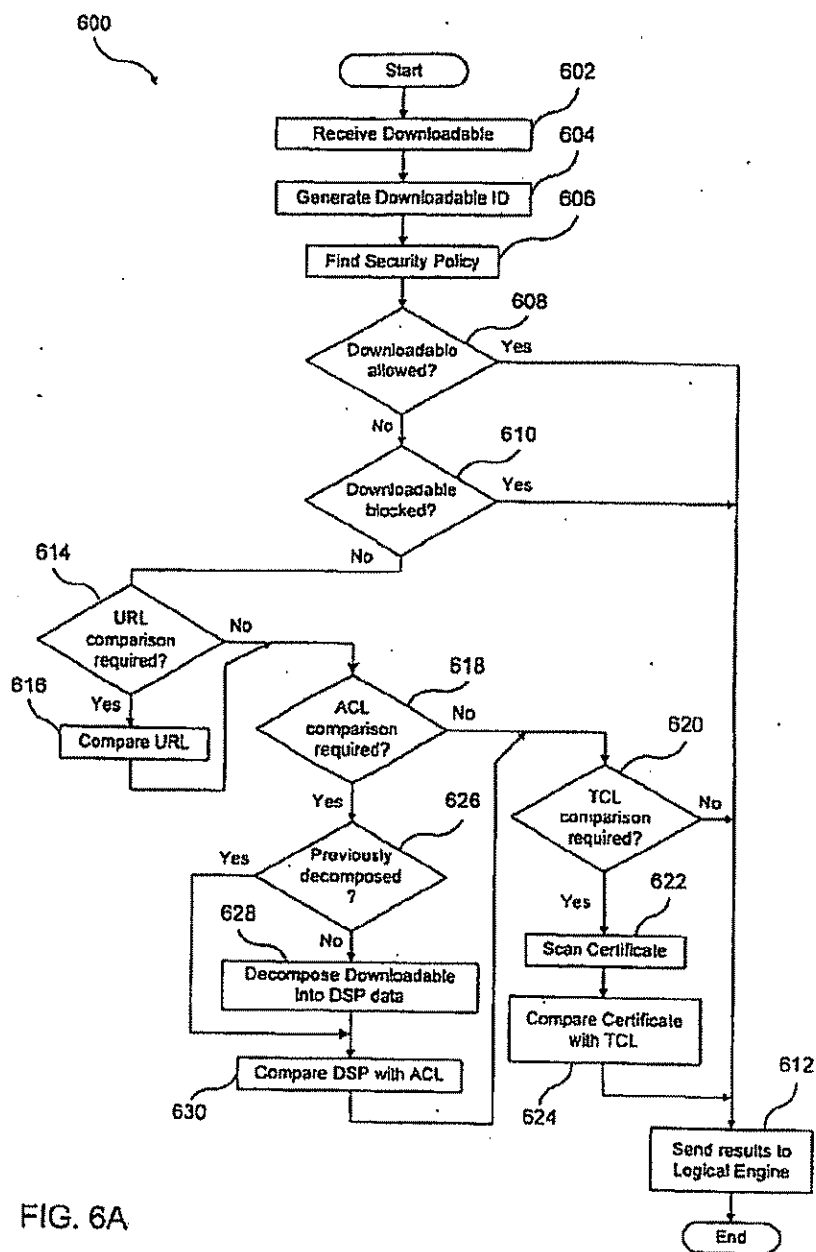 600
Start
602
Receive Downloadable
604
Generate Downloadable ID
606
Find Security Policy
608
Downloadable
allowed?
Yes
No
610
Downloadable
blocked?
Yes
No
614
URL
comparison
required?
No
Yes
616
Compare URL
618
ACL
comparison
required?
No
Yes
620
TCL
comparison
required?
No
Yes
626
Previously
decomposed
?
Yes
No
628
Decompose Downloadable
Into DSP data
622
Scan Certificate
Compare Certificate
with TCL
624
Compare DSP with ACL
630
612
Send results to
Logical Engine
End
FIG. 6A